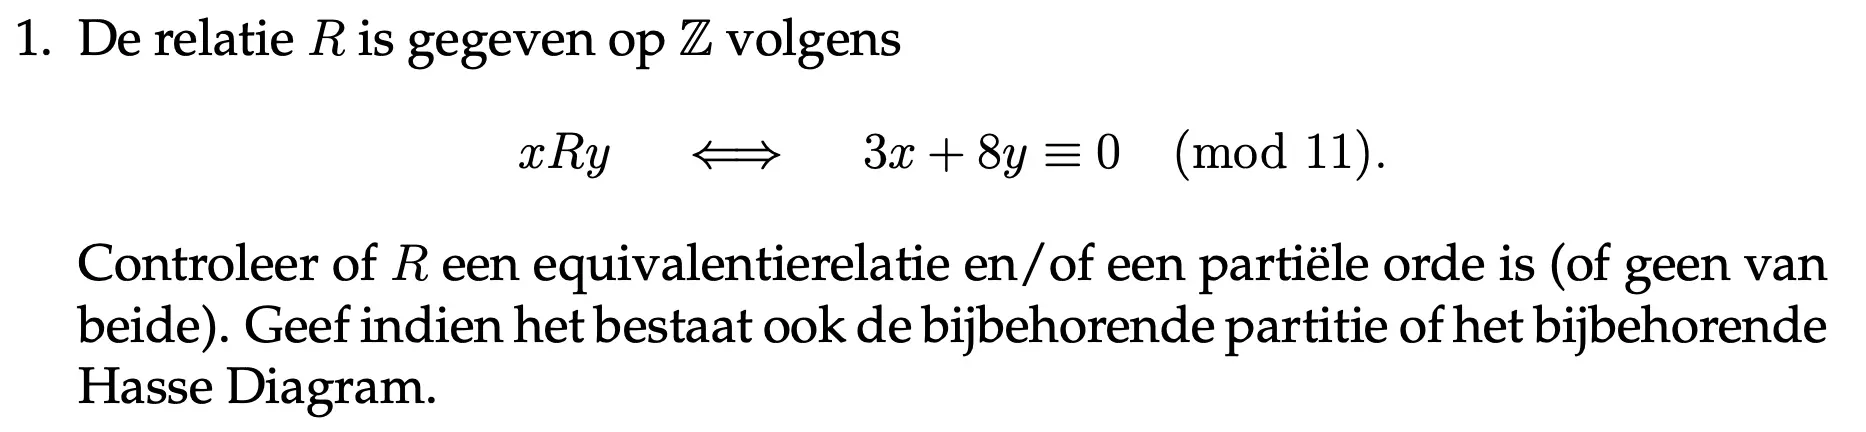 1. De relatie R is gegeven op ℤ volgens
xRy ⟺ 3x + 8y ≡ 0 (mod 11).
Controleer of R een equivalentierelatie en/of een partiële orde is (of geen van
beide). Geef indien het bestaat ook de bijbehorende partitie of het bijbehorende
Hasse Diagram.